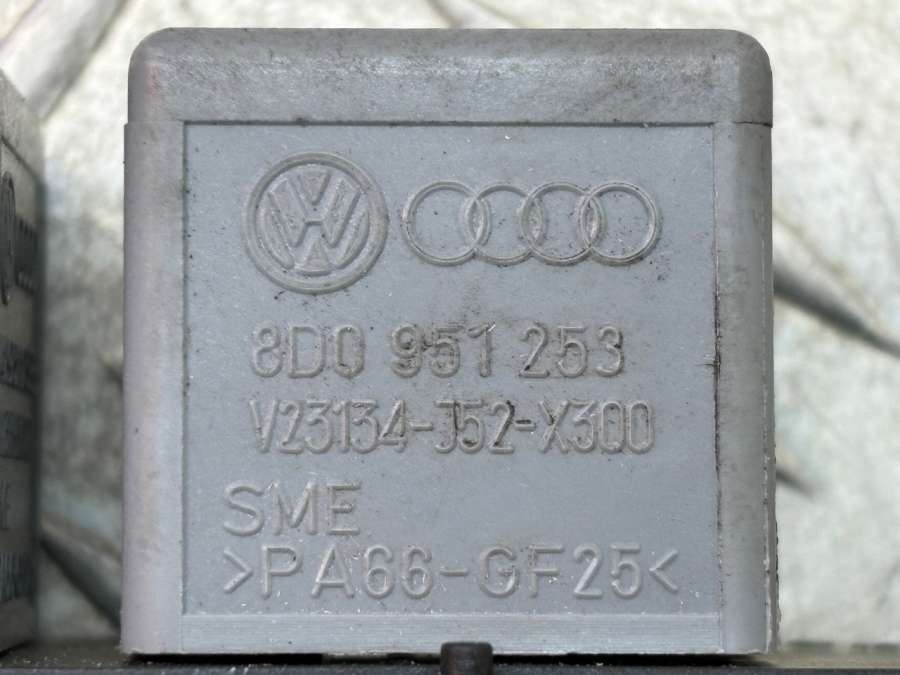 8D0 951 253
V23134-J52-X300
SME
>PA66-GF25<